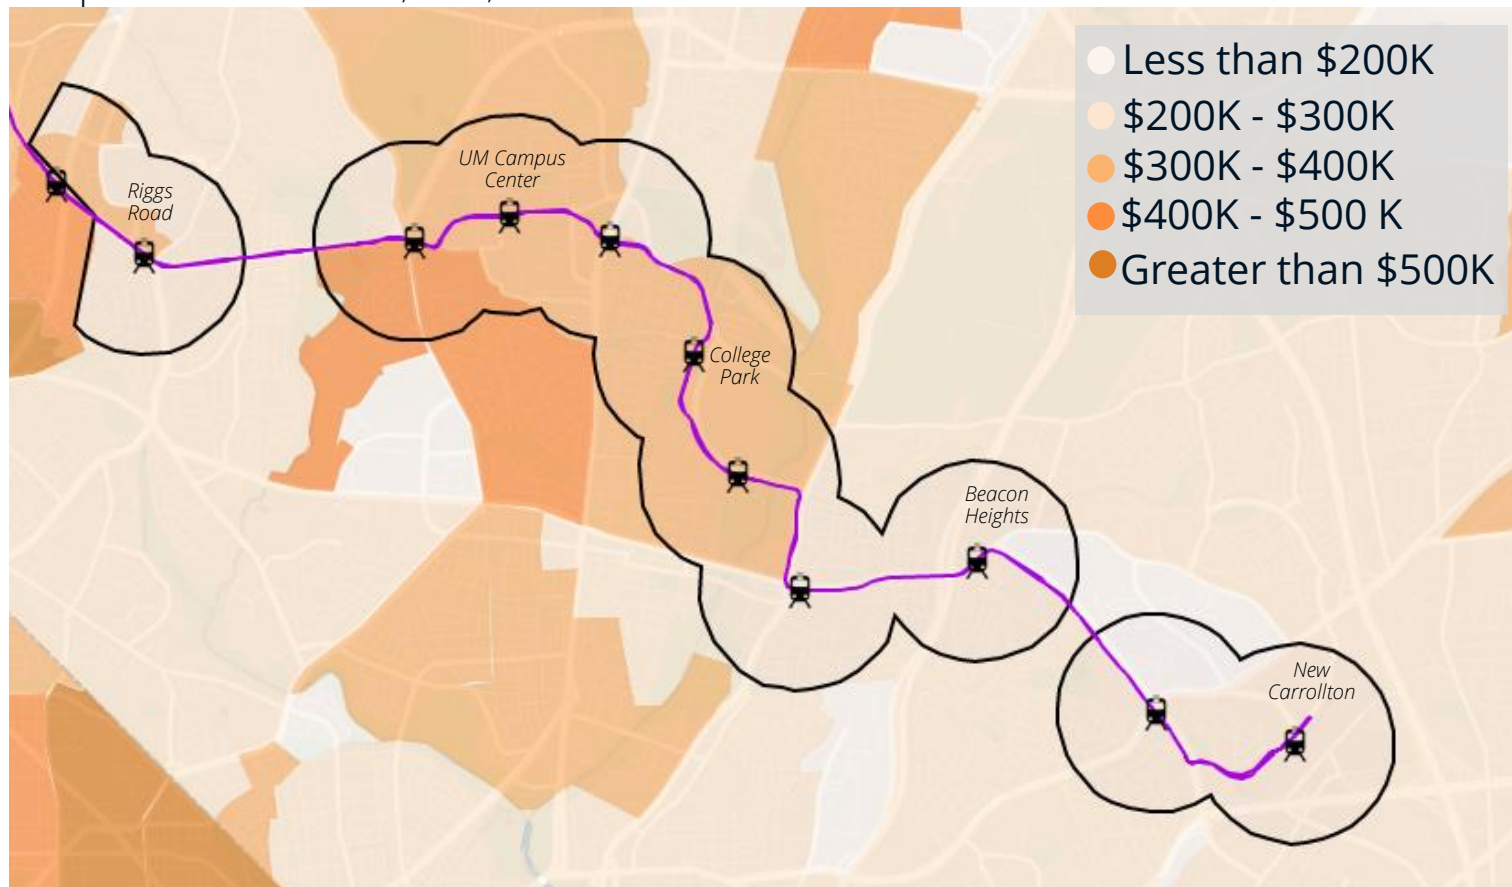 Less than $200K
$200K - $300K
$300K - $400K
$400K - $500 K
Greater than $500K
UM Campus
Center
Riggs
Road
College
Park
Beacon
Heights
New
Carrollton